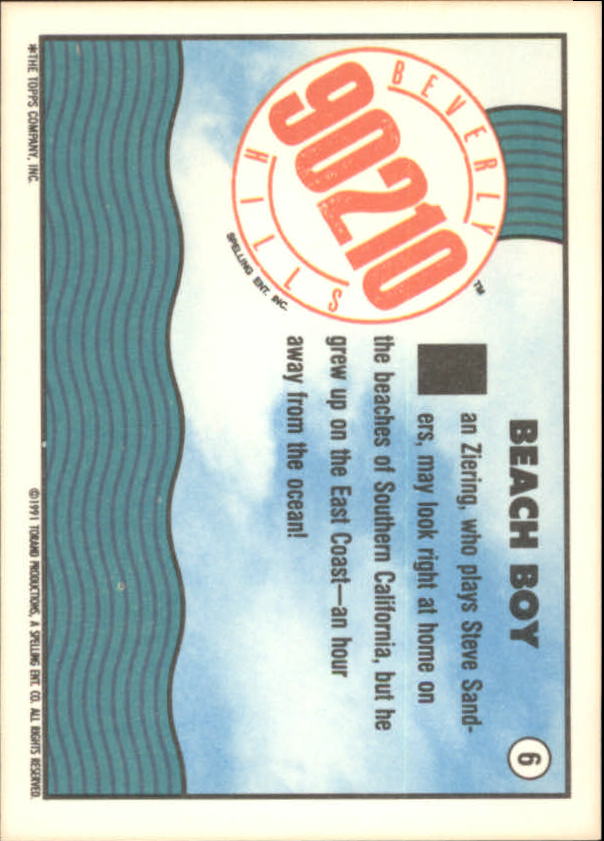 BEACH BOY
6
an Ziering, who plays Steve Sand-
ers, may look right at home on
the beaches of Southern California, but he
grew up on the East Coast—an hour
away from the ocean!
BEVERLY
90210
HILLS
TM
SPELLING ENT. INC.
*THE TOPPS COMPANY, INC.
©1991 TORAND PRODUCTIONS, A SPELLING ENT. CO. ALL RIGHTS RESERVED.